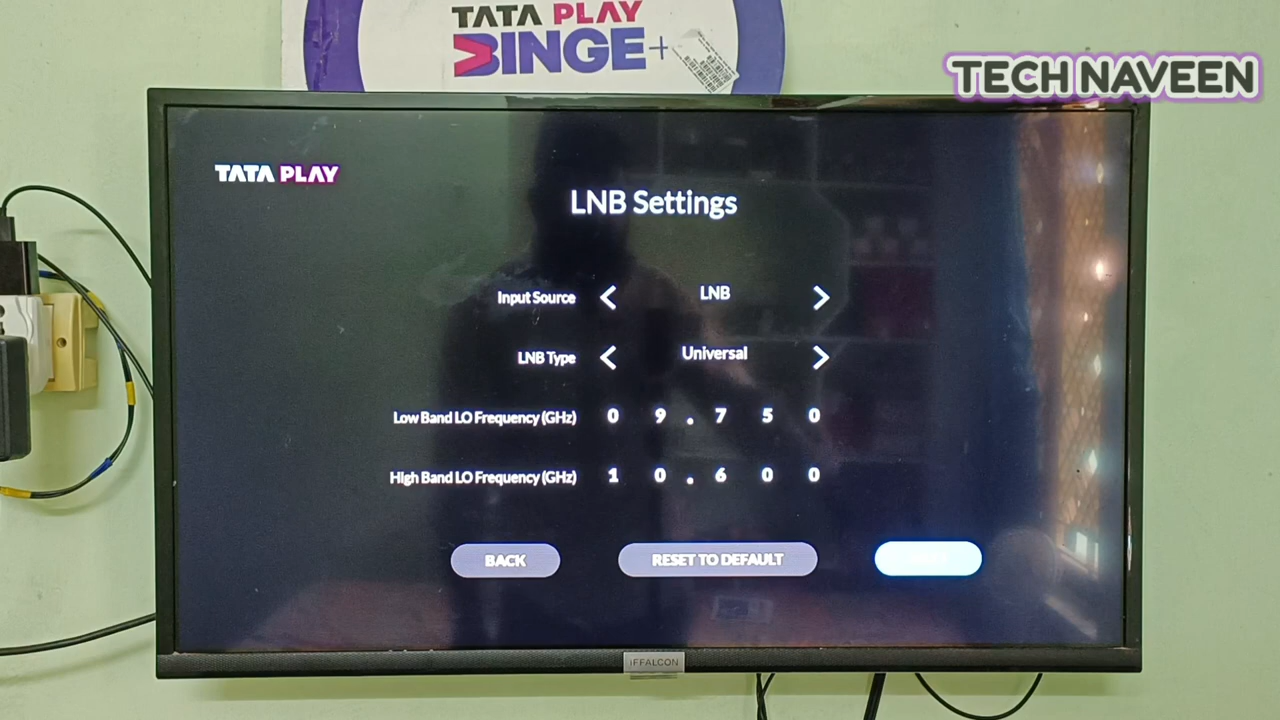 TATA PLAY
BINGE+
TECH NAVEEN
TATA PLAY
LNB Settings
Input Source < LNB >
LNB Type < Universal >
Low Band LO Frequency (GHz) 0 9 . 7 5 0
High Band LO Frequency (GHz) 1 0 . 6 0 0
BACK RESET TO DEFAULT
iFFALCON